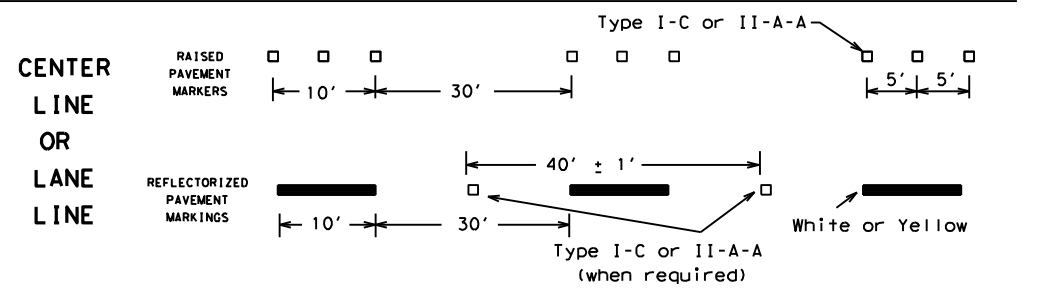 CENTER
LINE
OR
LANE
LINE
RAISED
PAVEMENT
MARKERS
Type I-C or II-A-A
10'
30'
5'
5'
REFLECTORIZED
PAVEMENT
MARKINGS
40' ± 1'
10'
30'
Type I-C or II-A-A
(when required)
White or Yellow